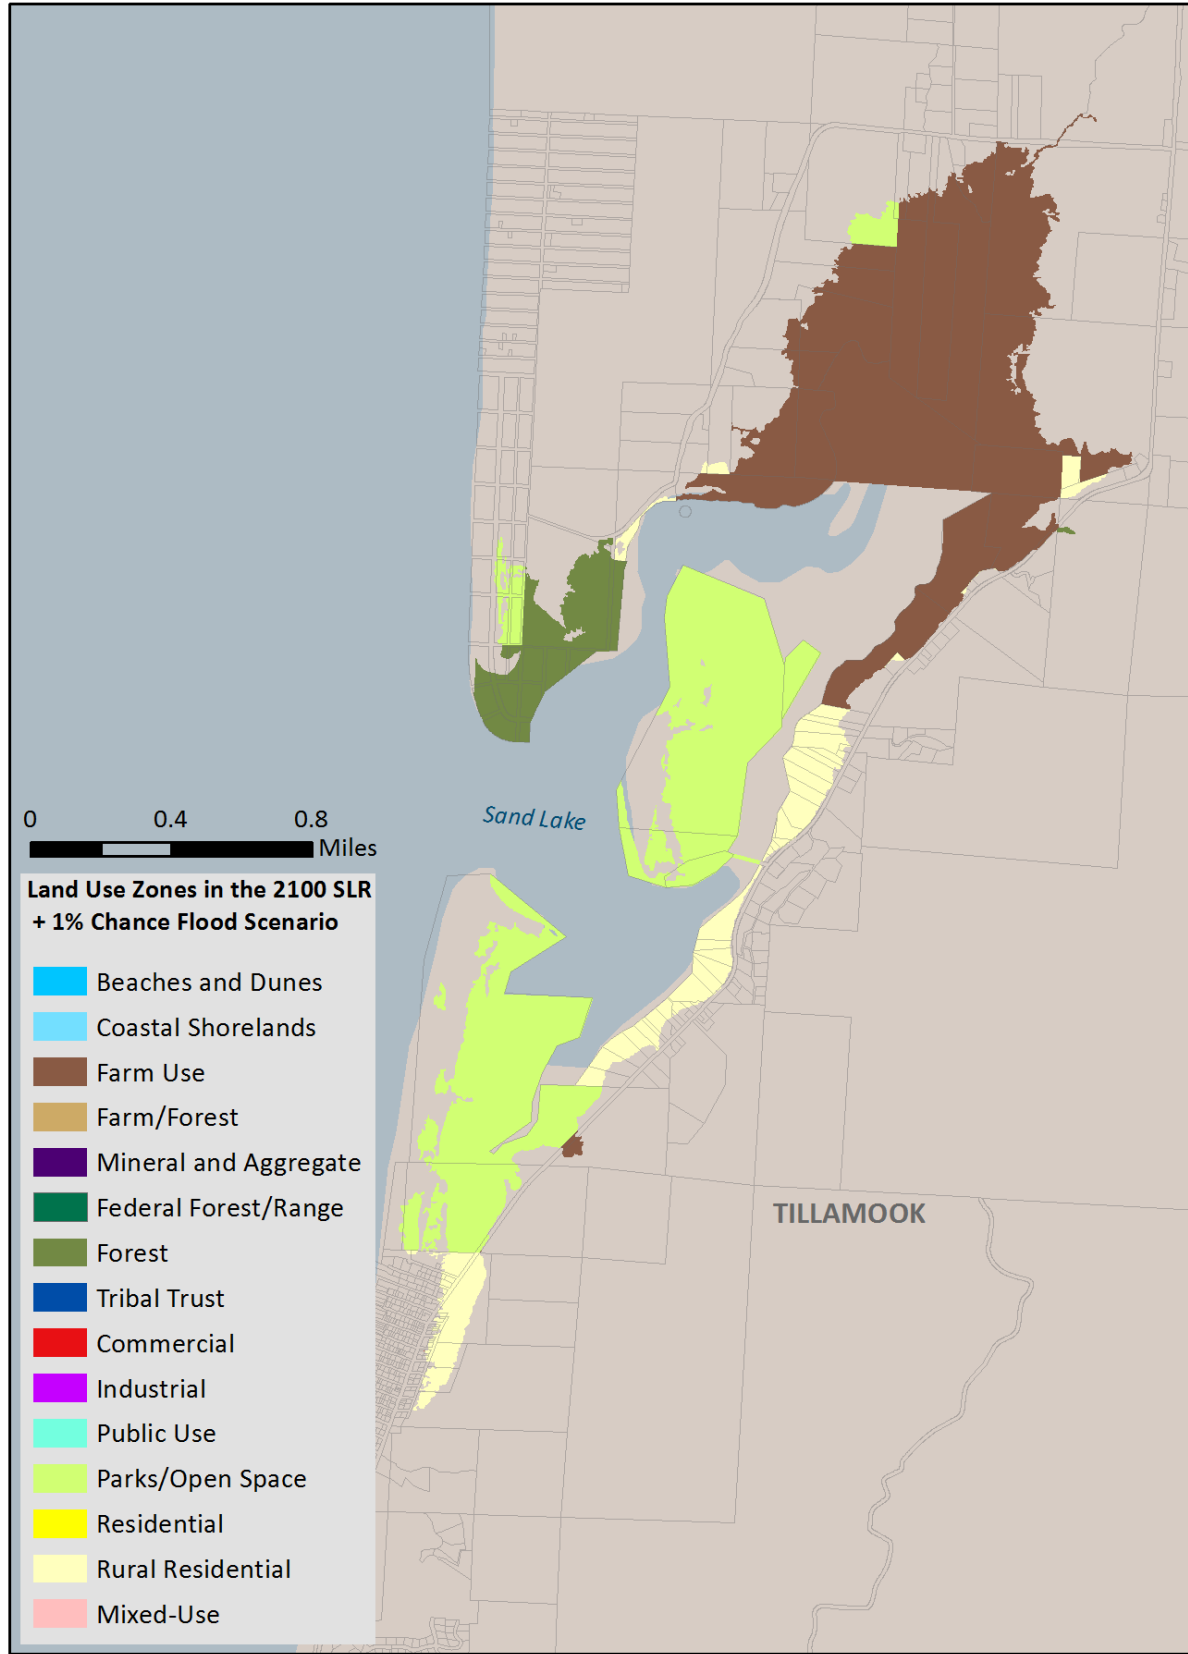 Sand Lake
0 0.4 0.8
Miles
Land Use Zones in the 2100 SLR
+ 1% Chance Flood Scenario
Beaches and Dunes
Coastal Shorelands
Farm Use
Farm/Forest
Mineral and Aggregate
Federal Forest/Range
Forest
Tribal Trust
Commercial
Industrial
Public Use
Parks/Open Space
Residential
Rural Residential
Mixed-Use
TILLAMOOK